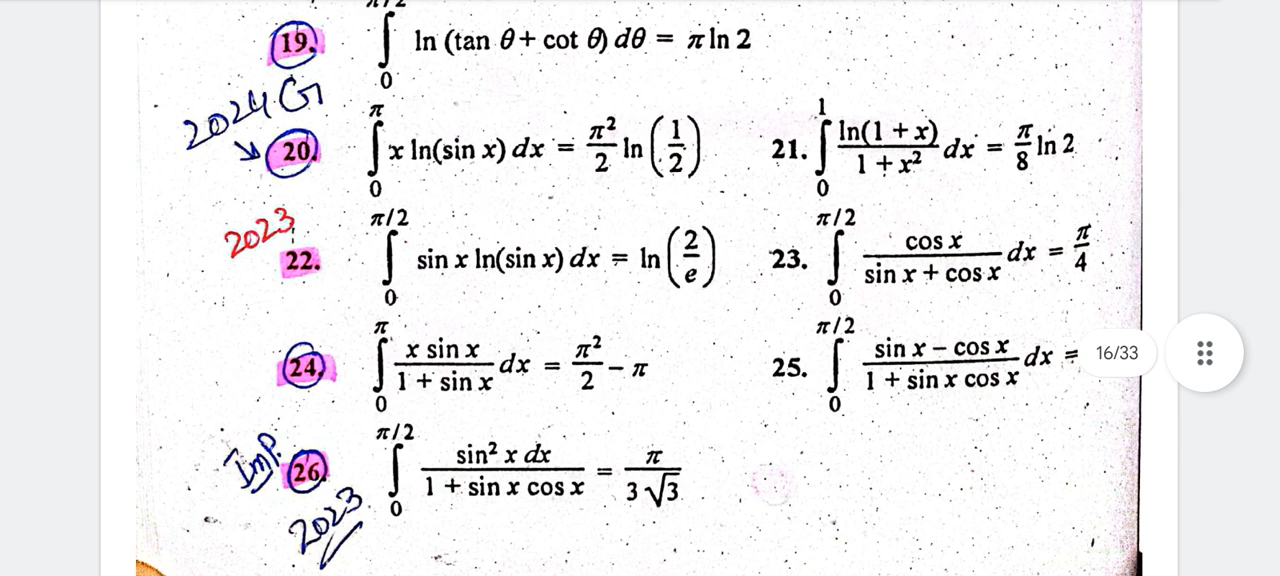 19. ∫₀^π/2 ln (tan θ + cot θ) dθ = π ln 2
2024 G
20. ∫₀^π x ln(sin x) dx = π²/2 ln (1/2) 21. ∫₀^1 ln(1 + x)/1 + x² dx = π/8 ln 2
2023
22. ∫₀^π/2 sin x ln(sin x) dx = ln (2/e) 23. ∫₀^π/2 cos x/sin x + cos x dx = π/4
24. ∫₀^π x sin x/1 + sin x dx = π²/2 − π 25. ∫₀^π/2 sin x − cos x/1 + sin x cos x dx =
16/33
Imp.
26. ∫₀^π/2 sin² x dx/1 + sin x cos x = π/3√3
2023